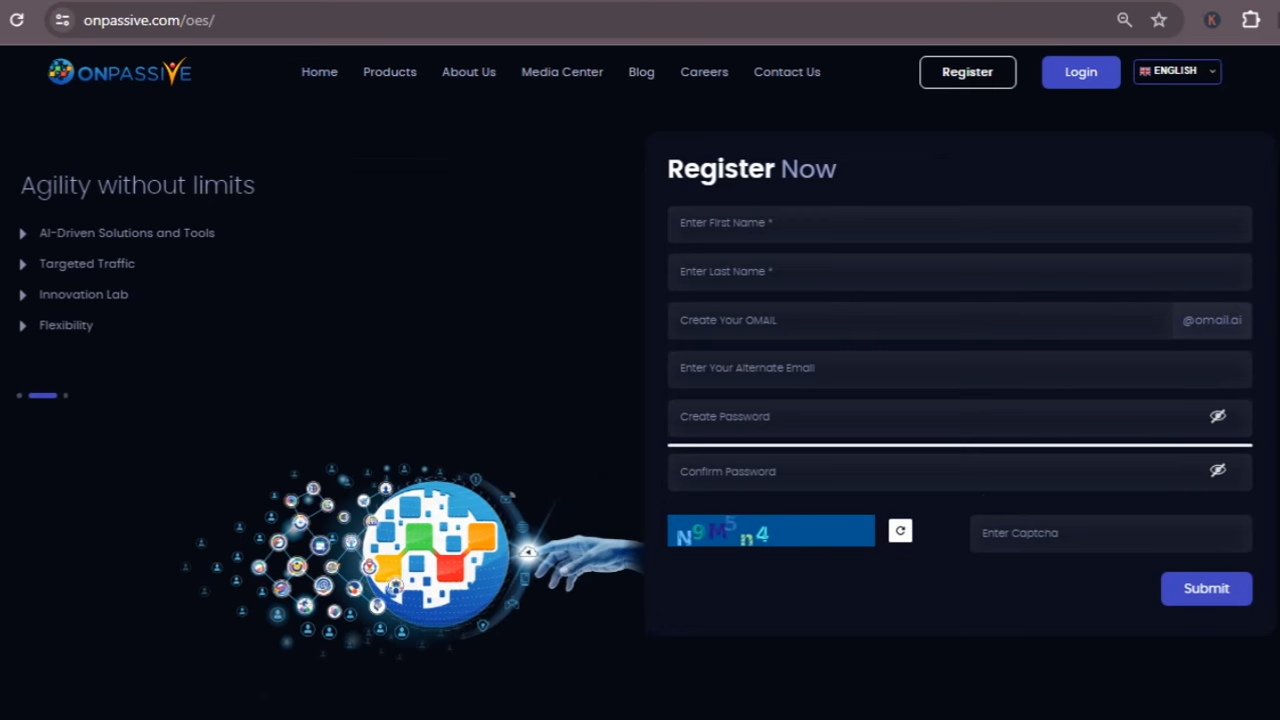 onpassive.com/oes/
K
ONPASSIVE
Home
Products
About Us
Media Center
Blog
Careers
Contact Us
Register
Login
ENGLISH
Agility without limits
AI-Driven Solutions and Tools
Targeted Traffic
Innovation Lab
Flexibility
Register Now
Enter First Name *
Enter Last Name *
Create Your OMAIL
@omail.ai
Enter Your Alternate Email
Create Password
Confirm Password
N9M5n4
Enter Captcha
Submit